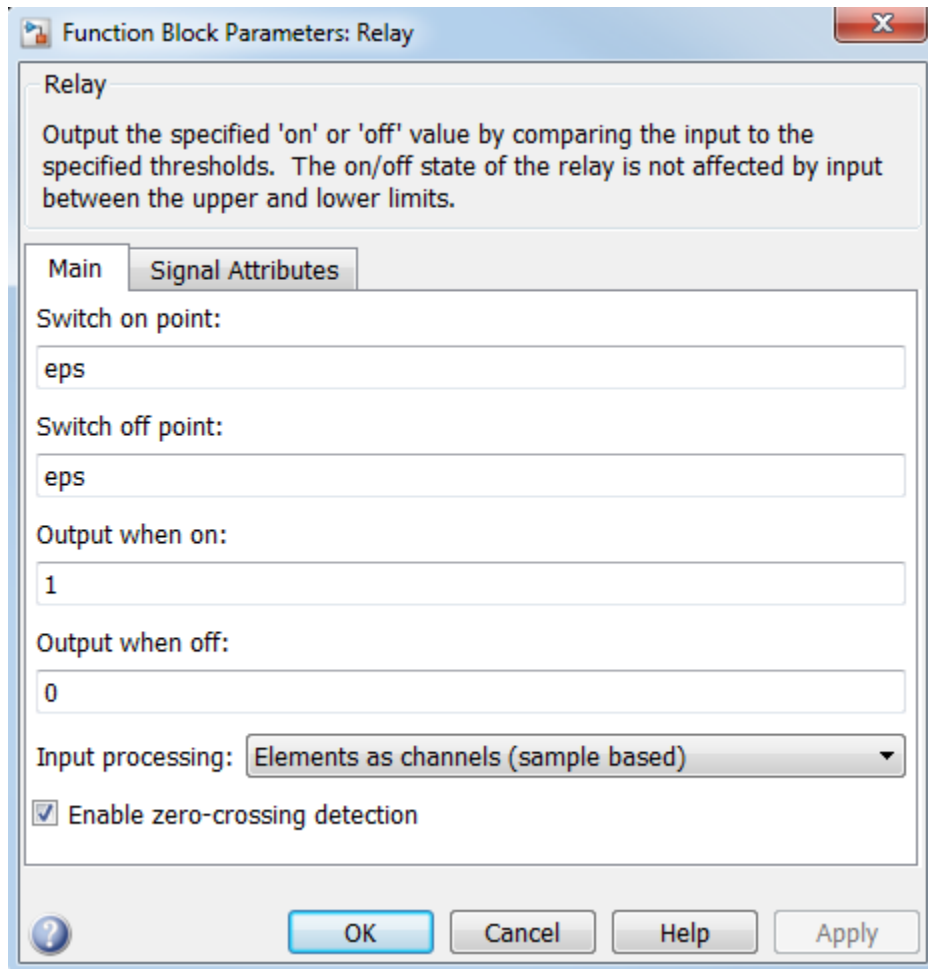 Function Block Parameters: Relay
Relay
Output the specified 'on' or 'off' value by comparing the input to the
specified thresholds.  The on/off state of the relay is not affected by input
between the upper and lower limits.
Main
Signal Attributes
Switch on point:
eps
Switch off point:
eps
Output when on:
1
Output when off:
0
Input processing: Elements as channels (sample based)
Enable zero-crossing detection
OK
Cancel
Help
Apply